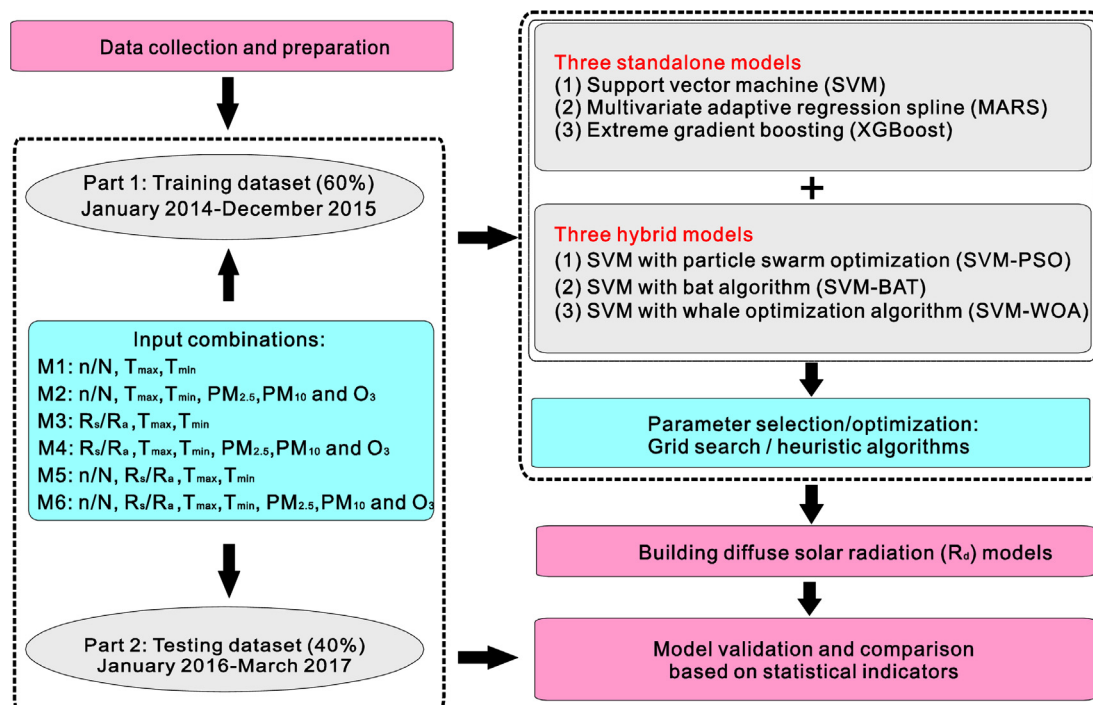 Data collection and preparation
Part 1: Training dataset (60%)
January 2014-December 2015
Input combinations:
M1: n/N, Tmax,Tmin
M2: n/N, Tmax,Tmin, PM2.5,PM10 and O3
M3: Rs/Ra,Tmax,Tmin
M4: Rs/Ra,Tmax,Tmin, PM2.5,PM10 and O3
M5: n/N, Rs/Ra ,Tmax,Tmin
M6: n/N, Rs/Ra ,Tmax,Tmin, PM2.5,PM10 and O3
Part 2: Testing dataset (40%)
January 2016-March 2017
Three standalone models
(1) Support vector machine (SVM)
(2) Multivariate adaptive regression spline (MARS)
(3) Extreme gradient boosting (XGBoost)
+
Three hybrid models
(1) SVM with particle swarm optimization (SVM-PSO)
(2) SVM with bat algorithm (SVM-BAT)
(3) SVM with whale optimization algorithm (SVM-WOA)
Parameter selection/optimization:
Grid search / heuristic algorithms
Building diffuse solar radiation (Rd) models
Model validation and comparison
based on statistical indicators